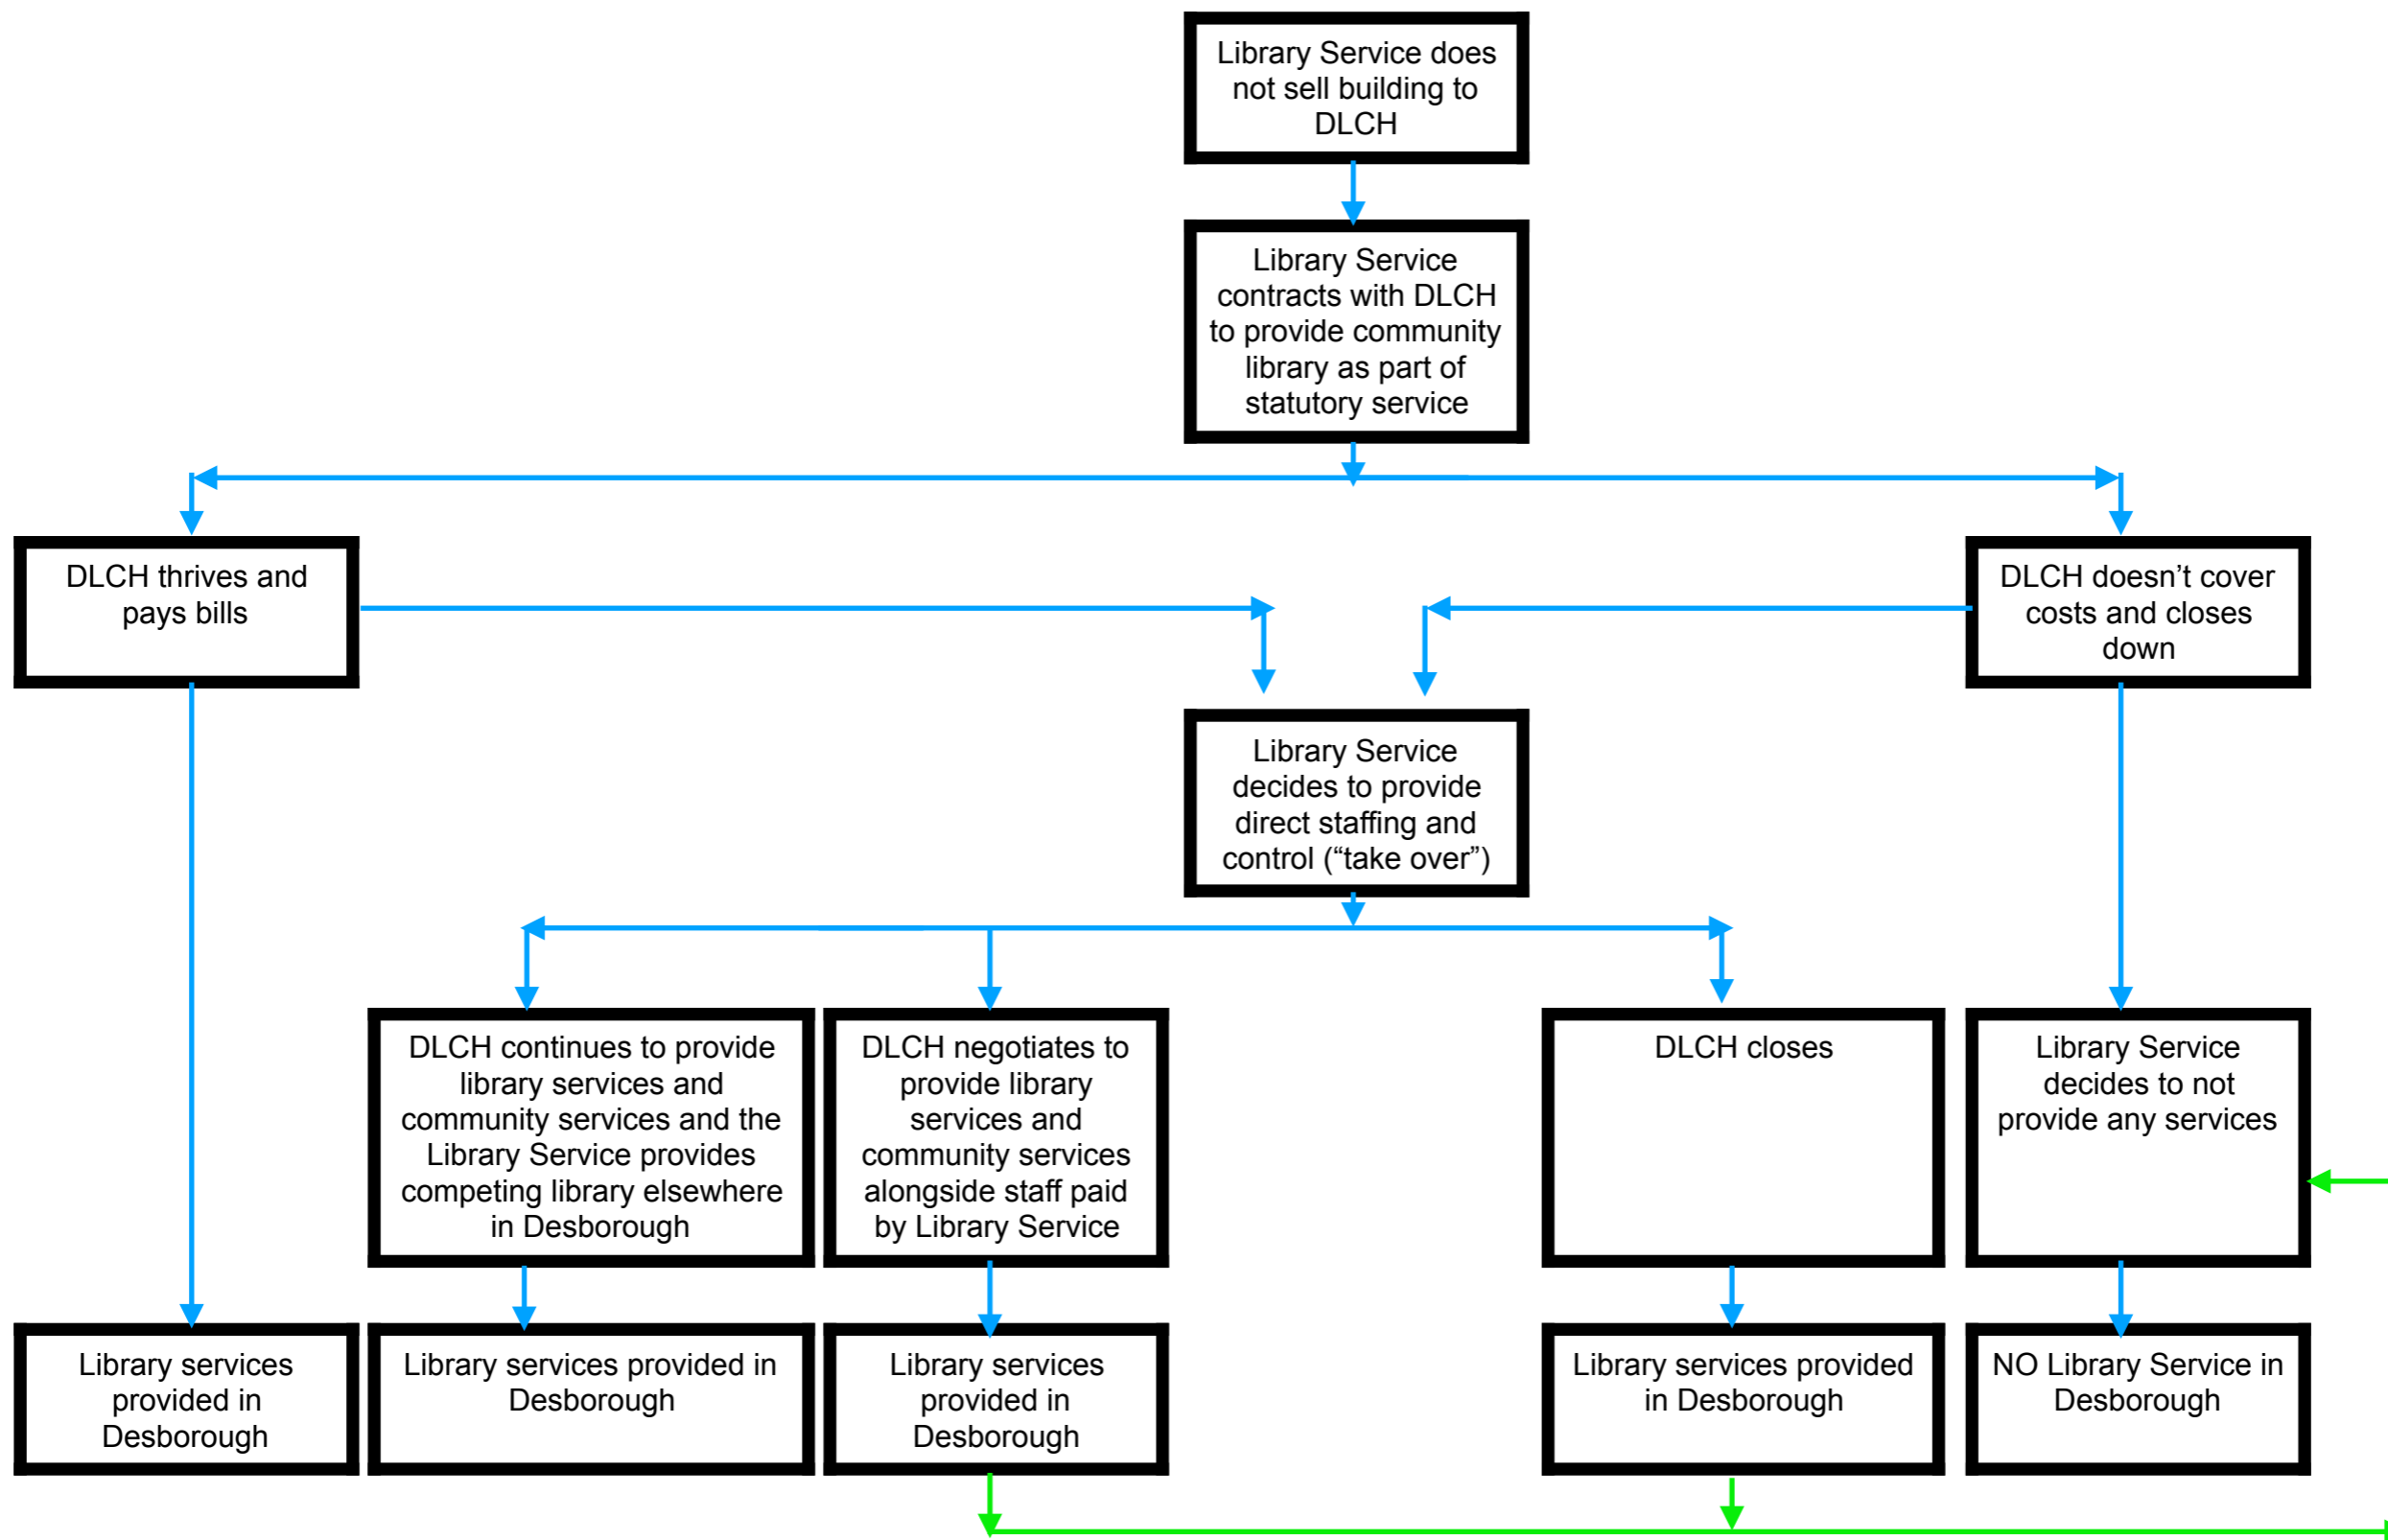 Library Service does
not sell building to
DLCH
Library Service
contracts with DLCH
to provide community
library as part of
statutory service
DLCH thrives and
pays bills
DLCH doesn’t cover
costs and closes
down
Library Service
decides to provide
direct staffing and
control (“take over”)
DLCH continues to provide
library services and
community services and the
Library Service provides
competing library elsewhere
in Desborough
DLCH negotiates to
provide library
services and
community services
alongside staff paid
by Library Service
DLCH closes
Library Service
decides to not
provide any services
Library services
provided in
Desborough
Library services provided in
Desborough
Library services
provided in
Desborough
Library services provided
in Desborough
NO Library Service in
Desborough